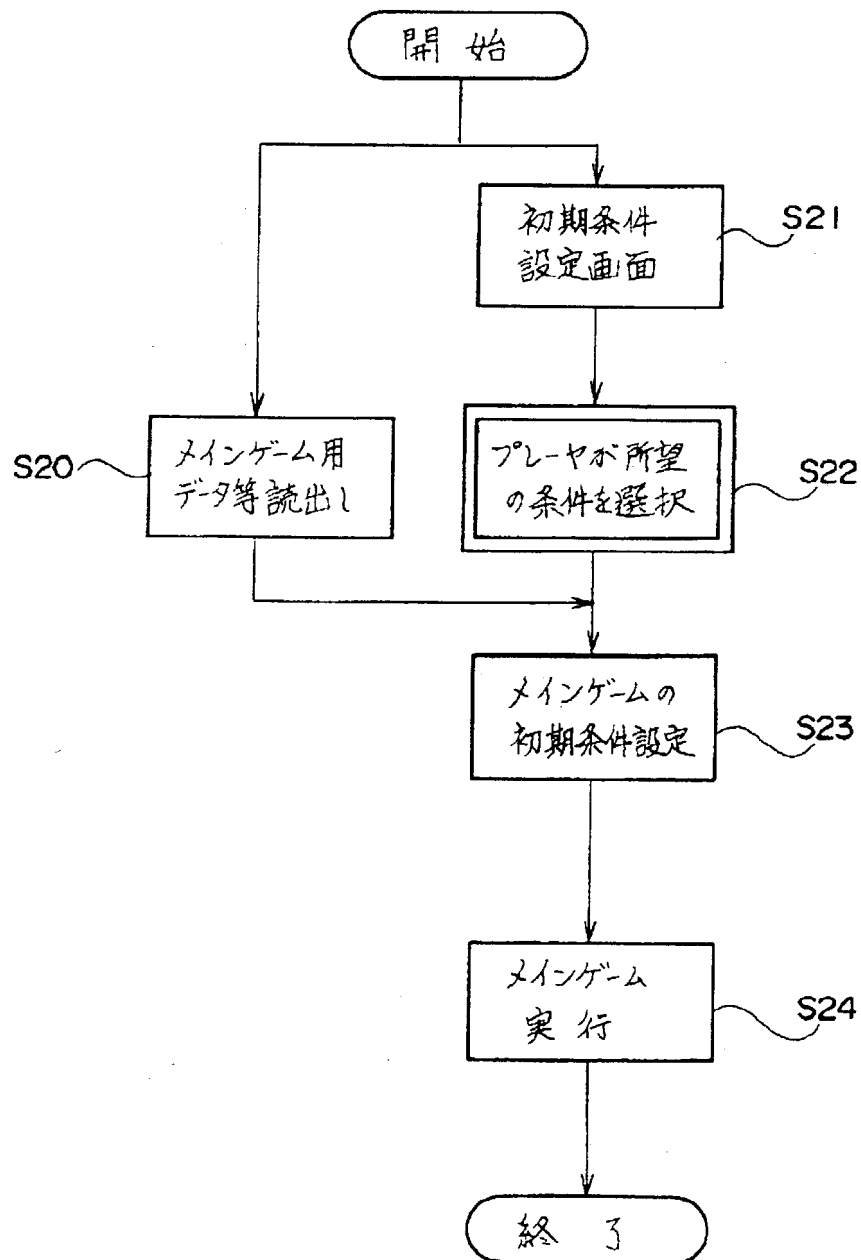 開始
初期条件
設定画面
S21
メインゲーム用
データ等読出し
S20
プレーヤが所望
の条件を選択
S22
メインゲームの
初期条件設定
S23
メインゲーム
実行
S24
終了